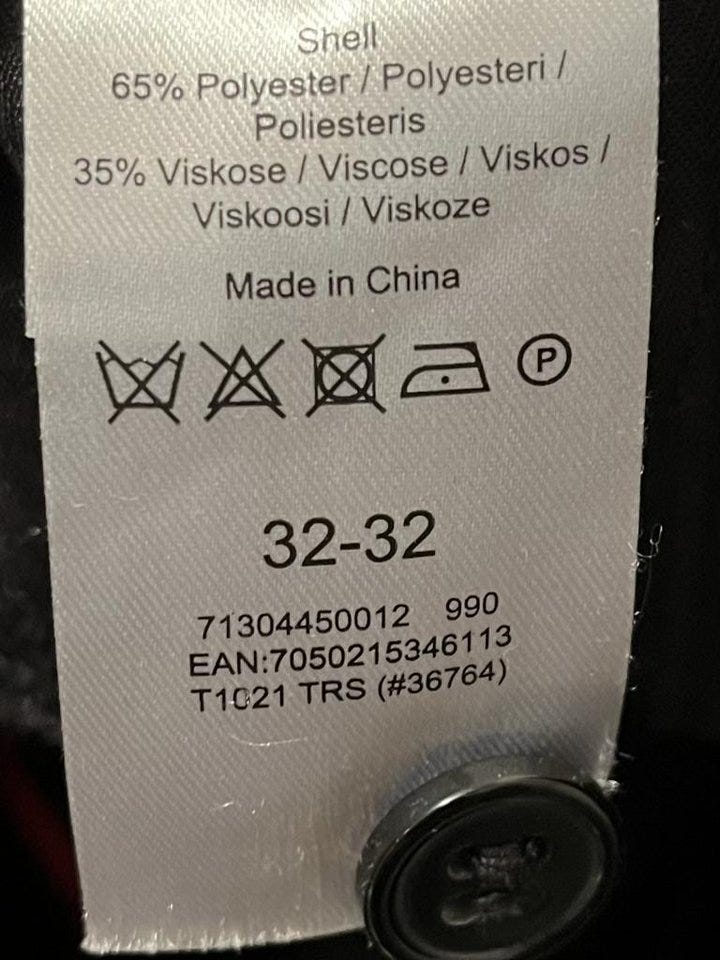 Shell
65% Polyester / Polyesteri /
Poliesteris
35% Viskose / Viscose / Viskos /
Viskoosi / Viskoze
Made in China
P
32-32
71304450012 990
EAN:7050215346113
T1021 TRS (#36764)